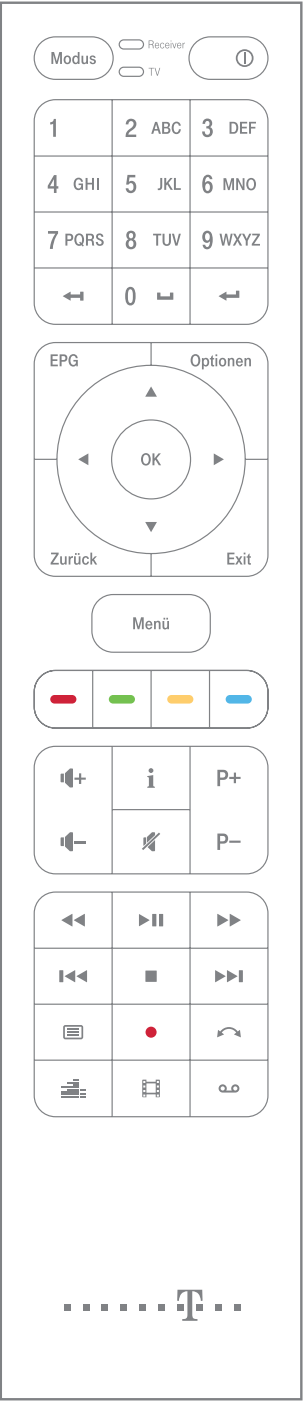 Receiver
Modus
TV
1 2 ABC 3 DEF
4 GHI 5 JKL 6 MNO
7 PQRS 8 TUV 9 WXYZ
0
EPG Optionen
OK
Zurück Exit
Menü
+ i P+
– P–
T